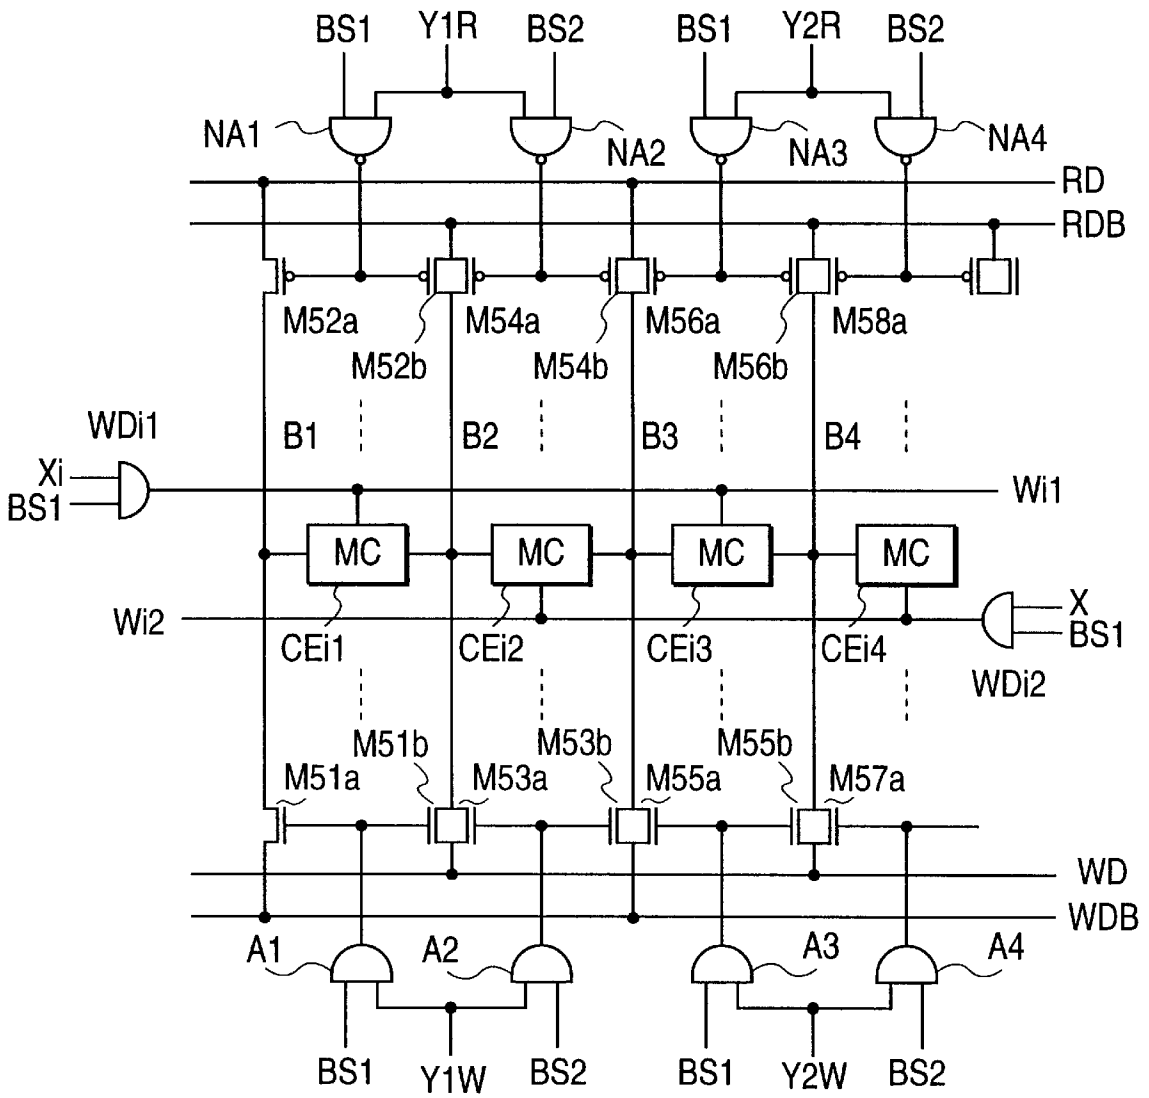 BS1 Y1R BS2 BS1 Y2R BS2
NA1 NA2 NA3 NA4
RD
RDB
M52a M54a M56a M58a
M52b M54b M56b
WDi1 B1 B2 B3 B4
Xi
BS1 Wi1
MC MC MC MC
Wi2 X
BS1
CEi1 CEi2 CEi3 CEi4
WDi2
M51b M53b M55b
M51a M53a M55a M57a
WD
WDB
A1 A2 A3 A4
BS1 Y1W BS2 BS1 Y2W BS2